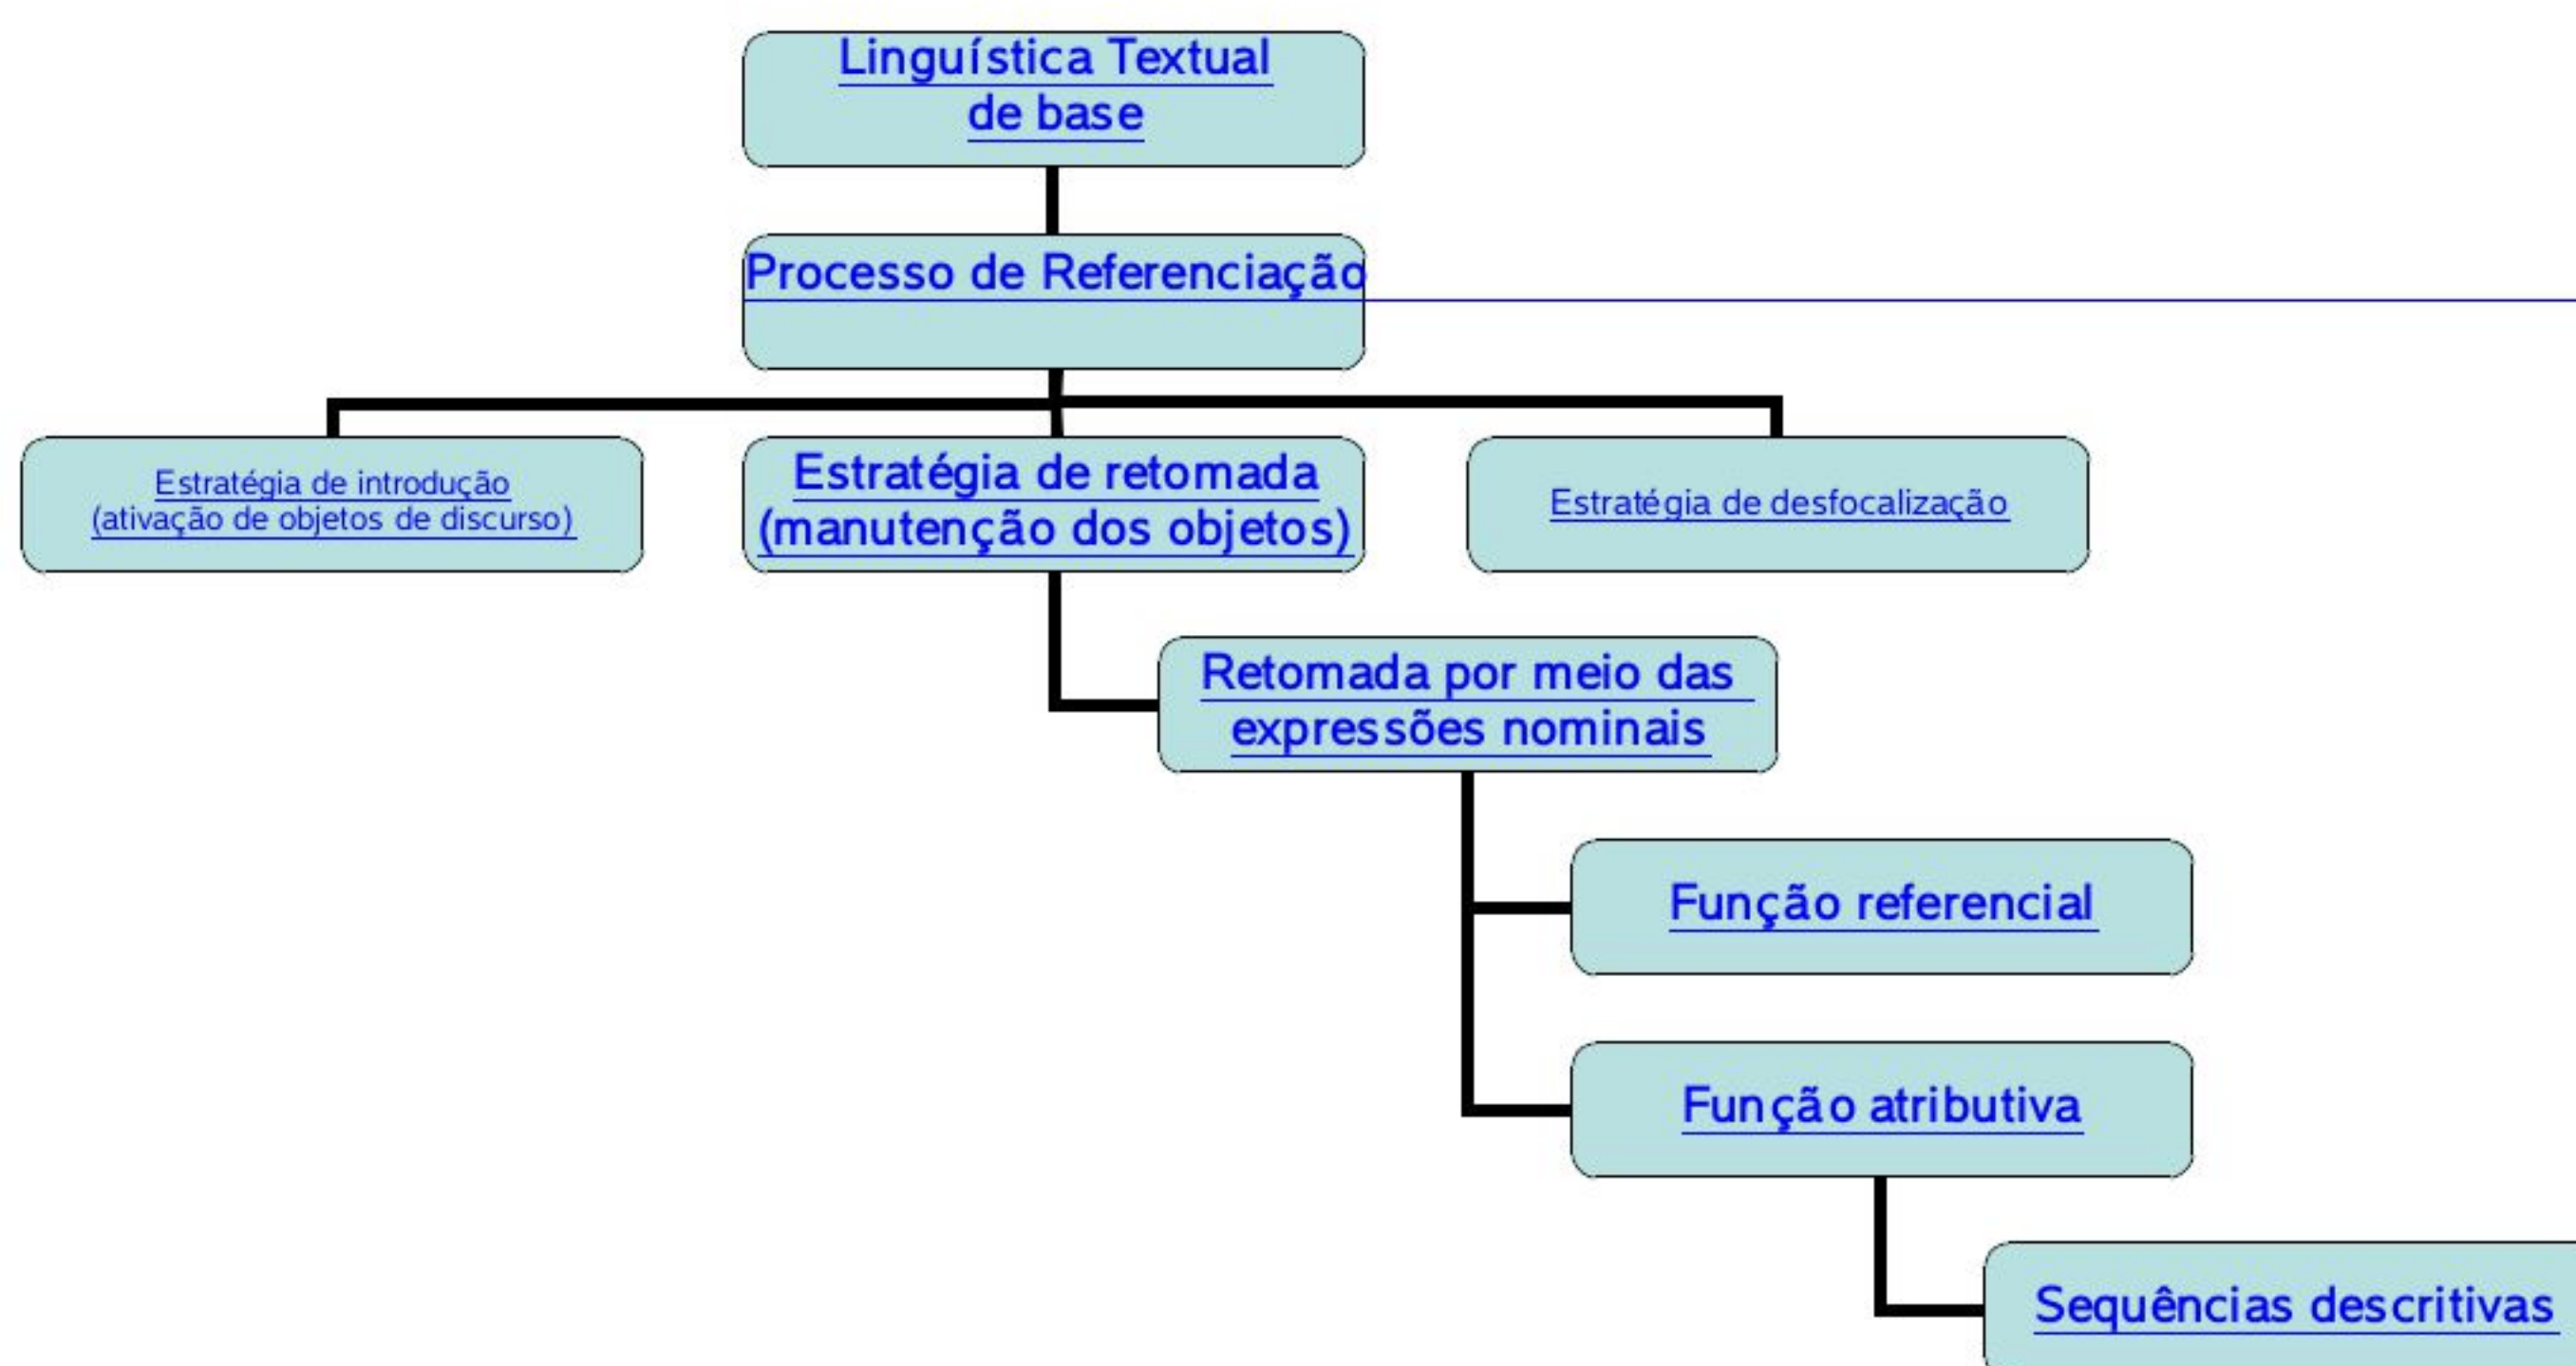 Linguística Textual
de base
Processo de Referenciação
Estratégia de introdução
(ativação de objetos de discurso)
Estratégia de retomada
(manutenção dos objetos)
Estratégia de desfocalização
Retomada por meio das
expressões nominais
Função referencial
Função atributiva
Sequências descritivas